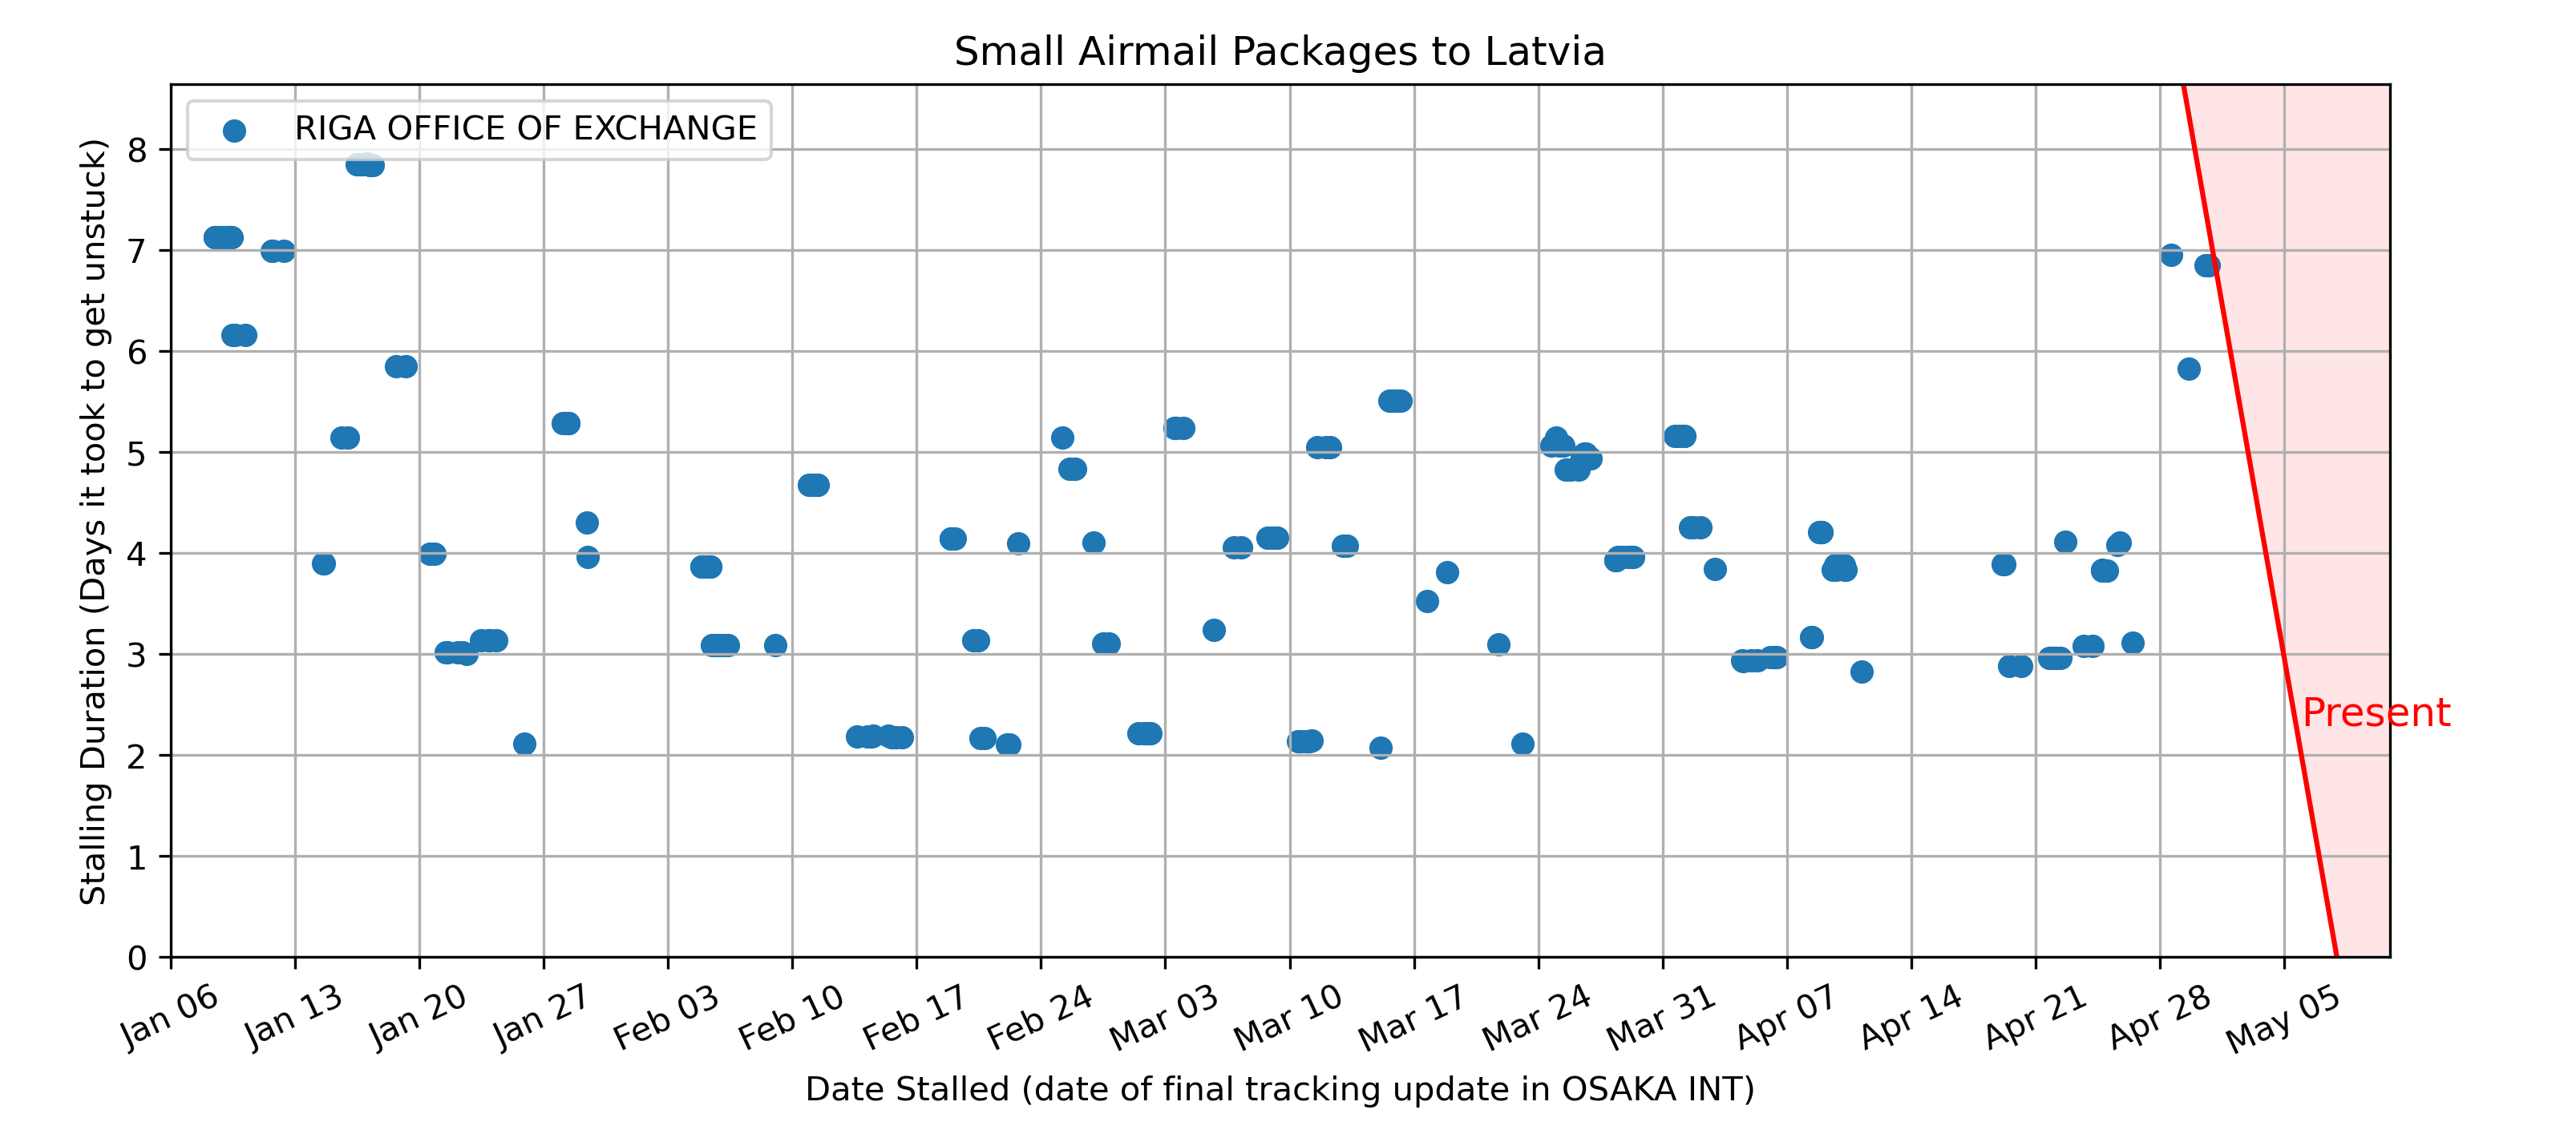 Small Airmail Packages to Latvia
RIGA OFFICE OF EXCHANGE
Stalling Duration (Days it took to get unstuck)
8
7
6
5
4
3
2
1
0
Present
Jan 06
Jan 13
Jan 20
Jan 27
Feb 03
Feb 10
Feb 17
Feb 24
Mar 03
Mar 10
Mar 17
Mar 24
Mar 31
Apr 07
Apr 14
Apr 21
Apr 28
May 05
Date Stalled (date of final tracking update in OSAKA INT)